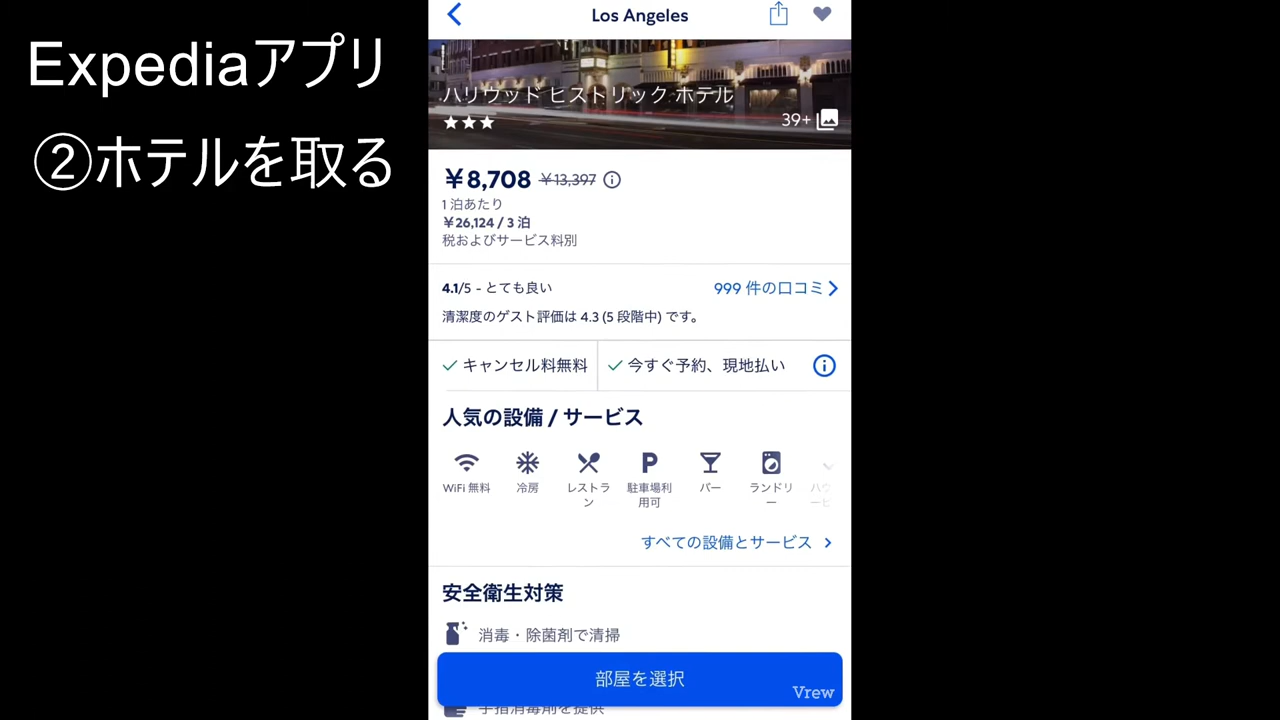 Expediaアプリ
②ホテルを取る
Los Angeles
ハリウッド ヒストリック ホテル
39+
¥8,708 ¥13,397
1 泊あたり
¥26,124 / 3 泊
税およびサービス料別
4.1/5 - とても良い
999 件の口コミ
清潔度のゲスト評価は 4.3 (5 段階中) です。
キャンセル料無料
今すぐ予約、現地払い
人気の設備 / サービス
WiFi 無料
冷房
レストラ
ン
駐車場利
用可
バー
ランドリ
ー
すべての設備とサービス
安全衛生対策
消毒・除菌剤で清掃
部屋を選択
Vrew
手指消毒剤を提供